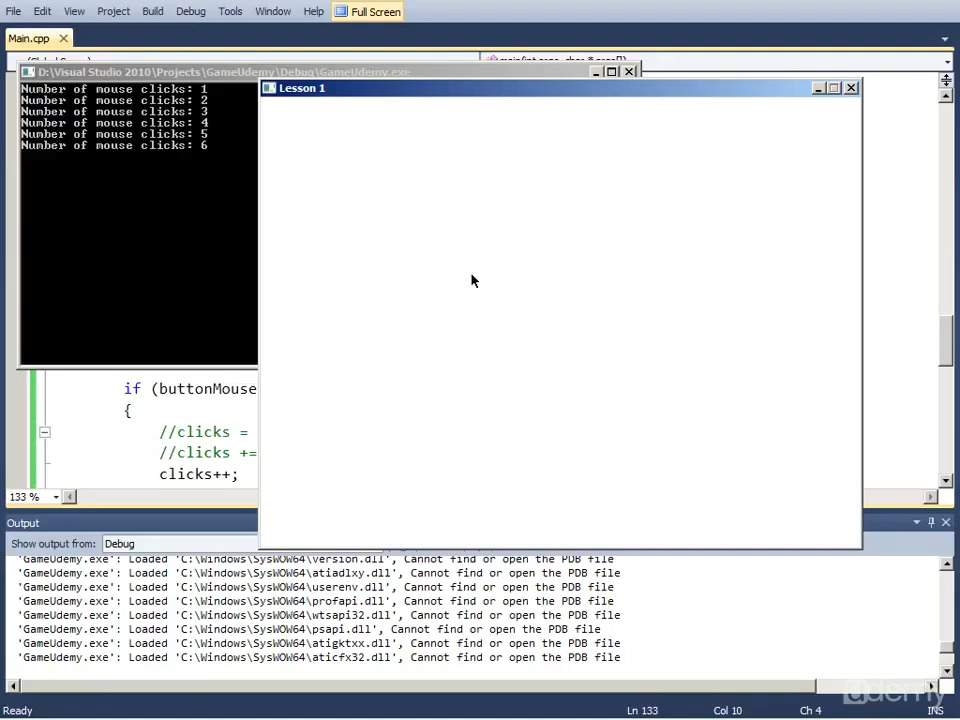 File Edit View Project Build Debug Tools Window Help Full Screen
Main.cpp
D:\Visual Studio 2010\Projects\GameUdemy\Debug\GameUdemy.exe
Lesson 1
Number of mouse clicks: 1
Number of mouse clicks: 2
Number of mouse clicks: 3
Number of mouse clicks: 4
Number of mouse clicks: 5
Number of mouse clicks: 6
if (buttonMouse
{
//clicks =
//clicks +=
clicks++;
133 %
Output
Show output from: Debug
'GameUdemy.exe': Loaded 'C:\Windows\SysWOW64\version.dll', Cannot find or open the PDB file
'GameUdemy.exe': Loaded 'C:\Windows\SysWOW64\atiadlxy.dll', Cannot find or open the PDB file
'GameUdemy.exe': Loaded 'C:\Windows\SysWOW64\userenv.dll', Cannot find or open the PDB file
'GameUdemy.exe': Loaded 'C:\Windows\SysWOW64\profapi.dll', Cannot find or open the PDB file
'GameUdemy.exe': Loaded 'C:\Windows\SysWOW64\wtsapi32.dll', Cannot find or open the PDB file
'GameUdemy.exe': Loaded 'C:\Windows\SysWOW64\psapi.dll', Cannot find or open the PDB file
'GameUdemy.exe': Loaded 'C:\Windows\SysWOW64\atigktxx.dll', Cannot find or open the PDB file
'GameUdemy.exe': Loaded 'C:\Windows\SysWOW64\aticfx32.dll', Cannot find or open the PDB file
udemy
Ready Ln 133 Col 10 Ch 4 INS